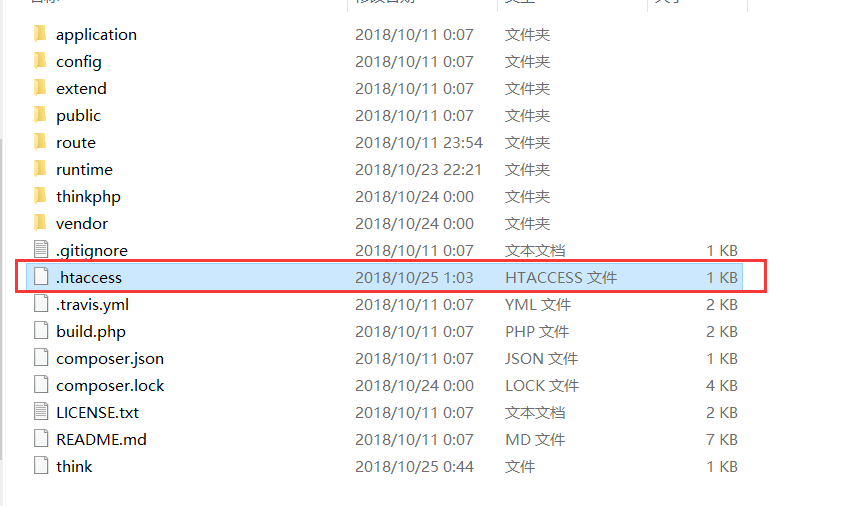 application 2018/10/11 0:07 文件夹
config 2018/10/11 0:07 文件夹
extend 2018/10/11 0:07 文件夹
public 2018/10/11 0:07 文件夹
route 2018/10/11 23:54 文件夹
runtime 2018/10/23 22:21 文件夹
thinkphp 2018/10/24 0:00 文件夹
vendor 2018/10/24 0:00 文件夹
.gitignore 2018/10/11 0:07 文本文档 1 KB
.htaccess 2018/10/25 1:03 HTACCESS 文件 1 KB
.travis.yml 2018/10/11 0:07 YML 文件 2 KB
build.php 2018/10/11 0:07 PHP 文件 2 KB
composer.json 2018/10/11 0:07 JSON 文件 1 KB
composer.lock 2018/10/24 0:00 LOCK 文件 4 KB
LICENSE.txt 2018/10/11 0:07 文本文档 2 KB
README.md 2018/10/11 0:07 MD 文件 7 KB
think 2018/10/25 0:44 文件 1 KB